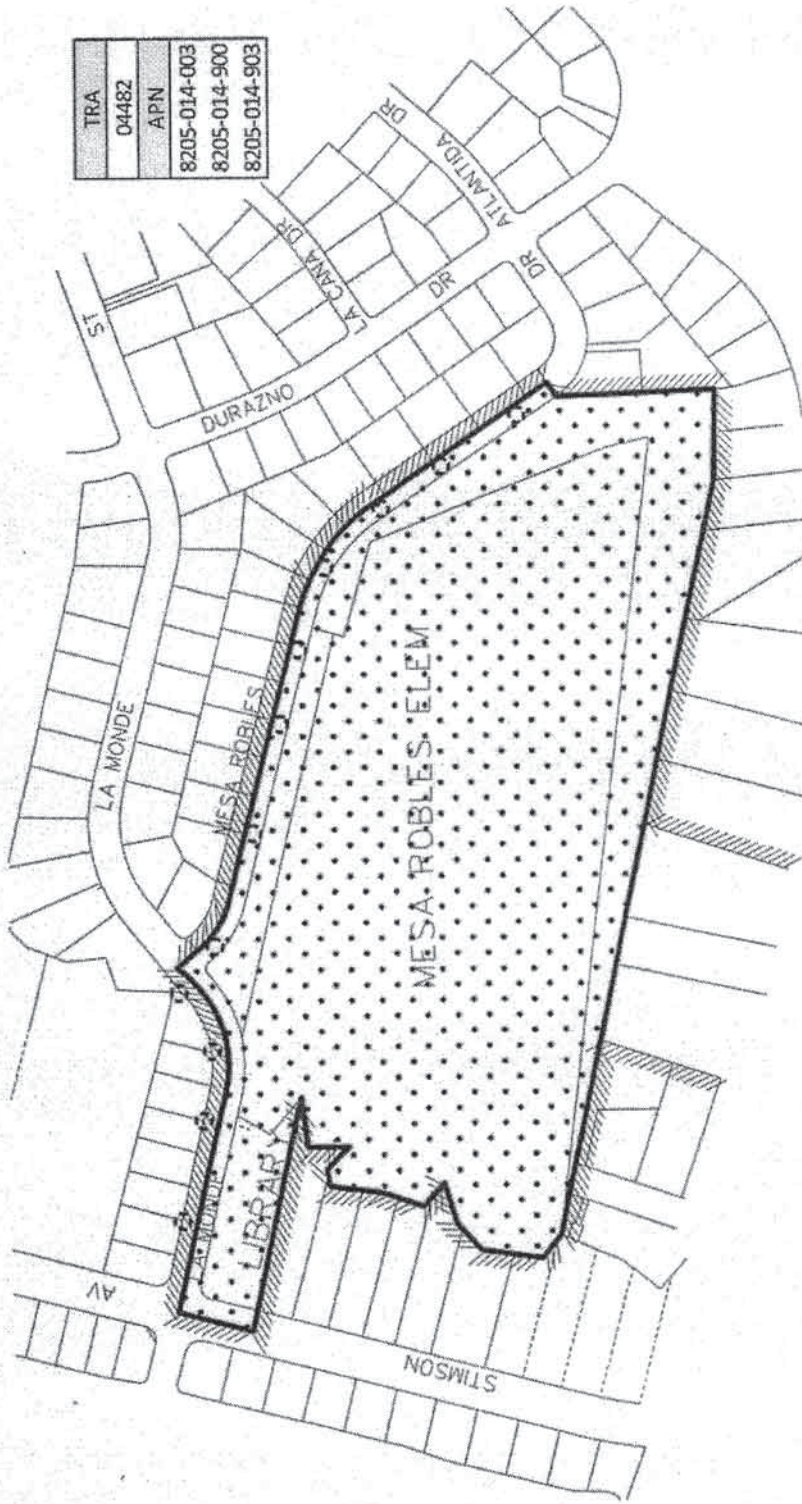 TRA
04482
APN
8205-014-003
8205-014-900
8205-014-903
ST
LA CANA DR
ATLANTIDA DR
DR
DR
DURAZNO
LA MONDE
MESA ROBLES
MESA ROBLES ELEM
LIBRARY
LA MONDE
AV
STIMSON